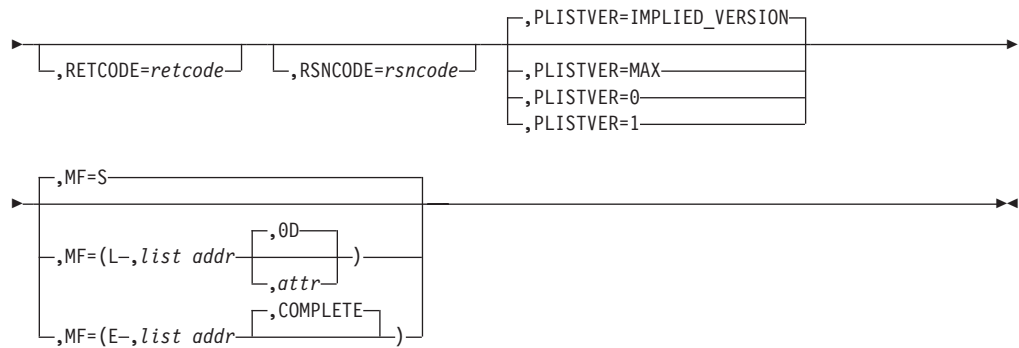 ,PLISTVER=IMPLIED_VERSION
,RETCODE=retcode ,RSNCODE=rsncode ,PLISTVER=MAX
,PLISTVER=0
,PLISTVER=1
,MF=S
,0D
,MF=(L-,list addr )
,attr
,COMPLETE
,MF=(E-,list addr )